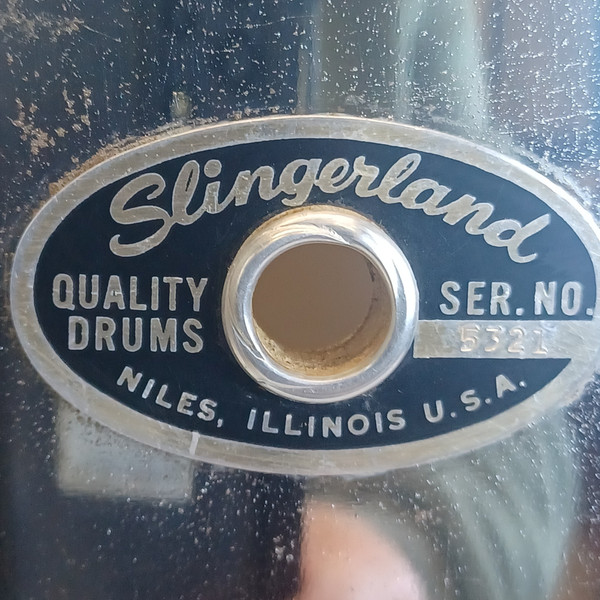 Slingerland
QUALITY
DRUMS
SER. NO.
5321
NILES, ILLINOIS U.S.A.